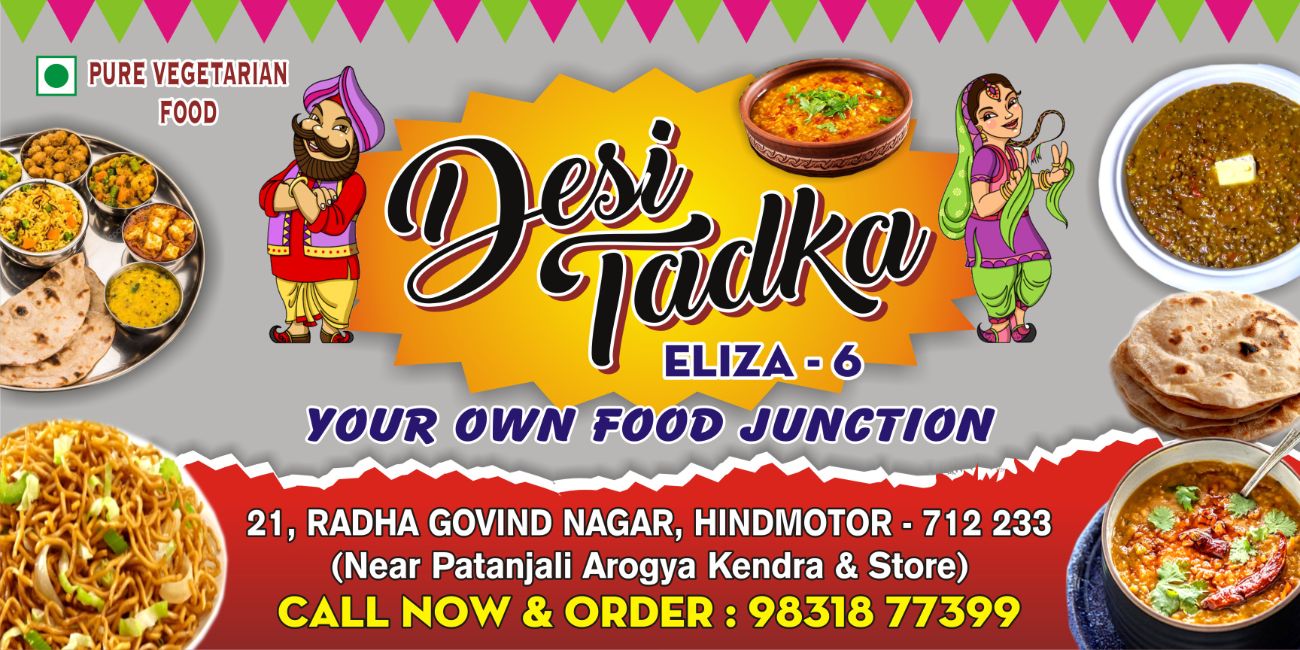 PURE VEGETARIAN
FOOD
Desi
Tadka
ELIZA - 6
YOUR OWN FOOD JUNCTION
21, RADHA GOVIND NAGAR, HINDMOTOR - 712 233
(Near Patanjali Arogya Kendra & Store)
CALL NOW & ORDER : 98318 77399